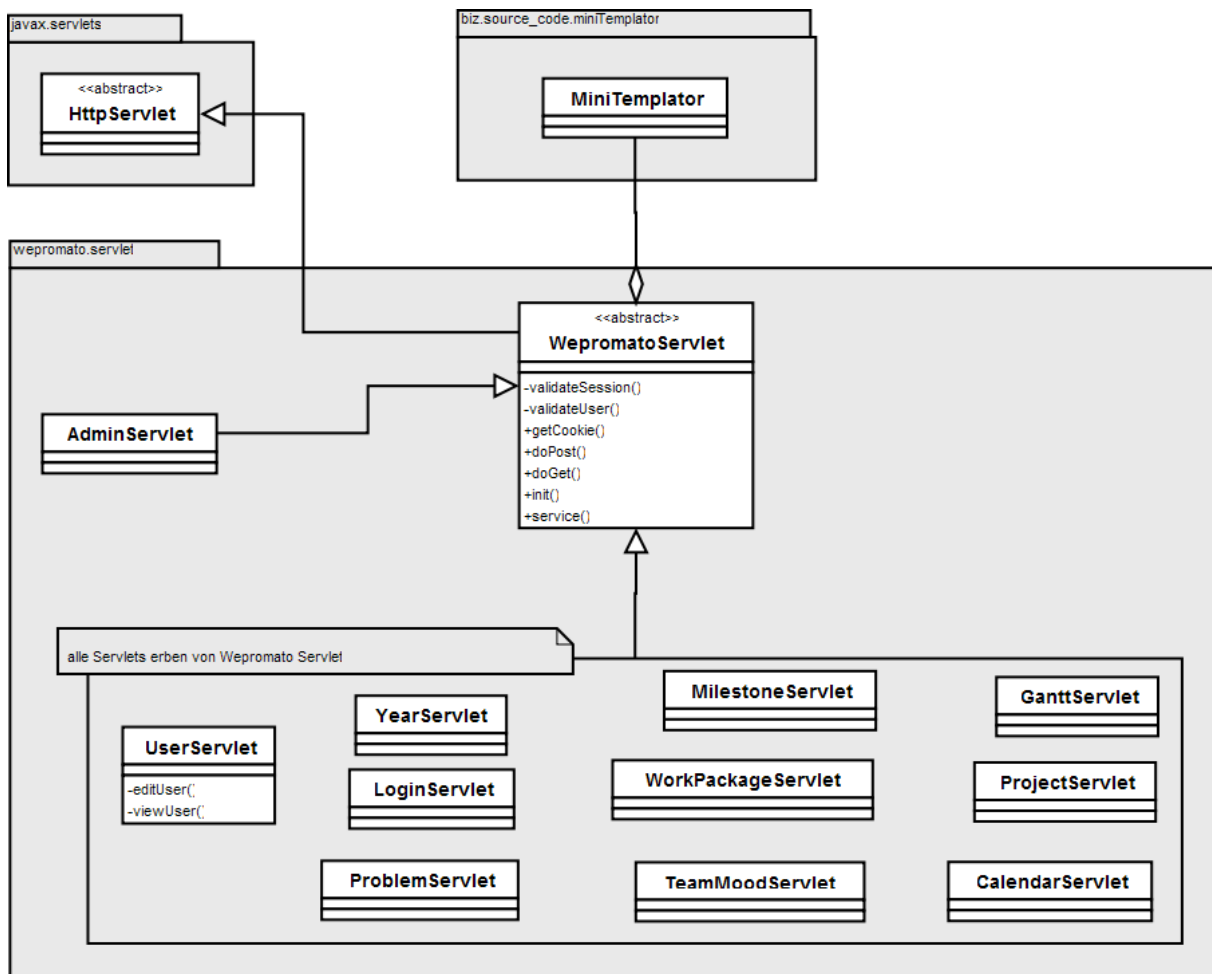 javax.servlets
<<abstract>>
HttpServlet
biz.source_code.miniTemplator
MiniTemplator
wepromato.servlet
<<abstract>>
WepromatoServlet
-validateSession()
-validateUser()
+getCookie()
+doPost()
+doGet()
+init()
+service()
AdminServlet
alle Servlets erben von Wepromato Servlet
UserServlet
-editUser(
-viewUser(
YearServlet
LoginServlet
ProblemServlet
MilestoneServlet
WorkPackageServlet
TeamMoodServlet
GanttServlet
ProjectServlet
CalendarServlet